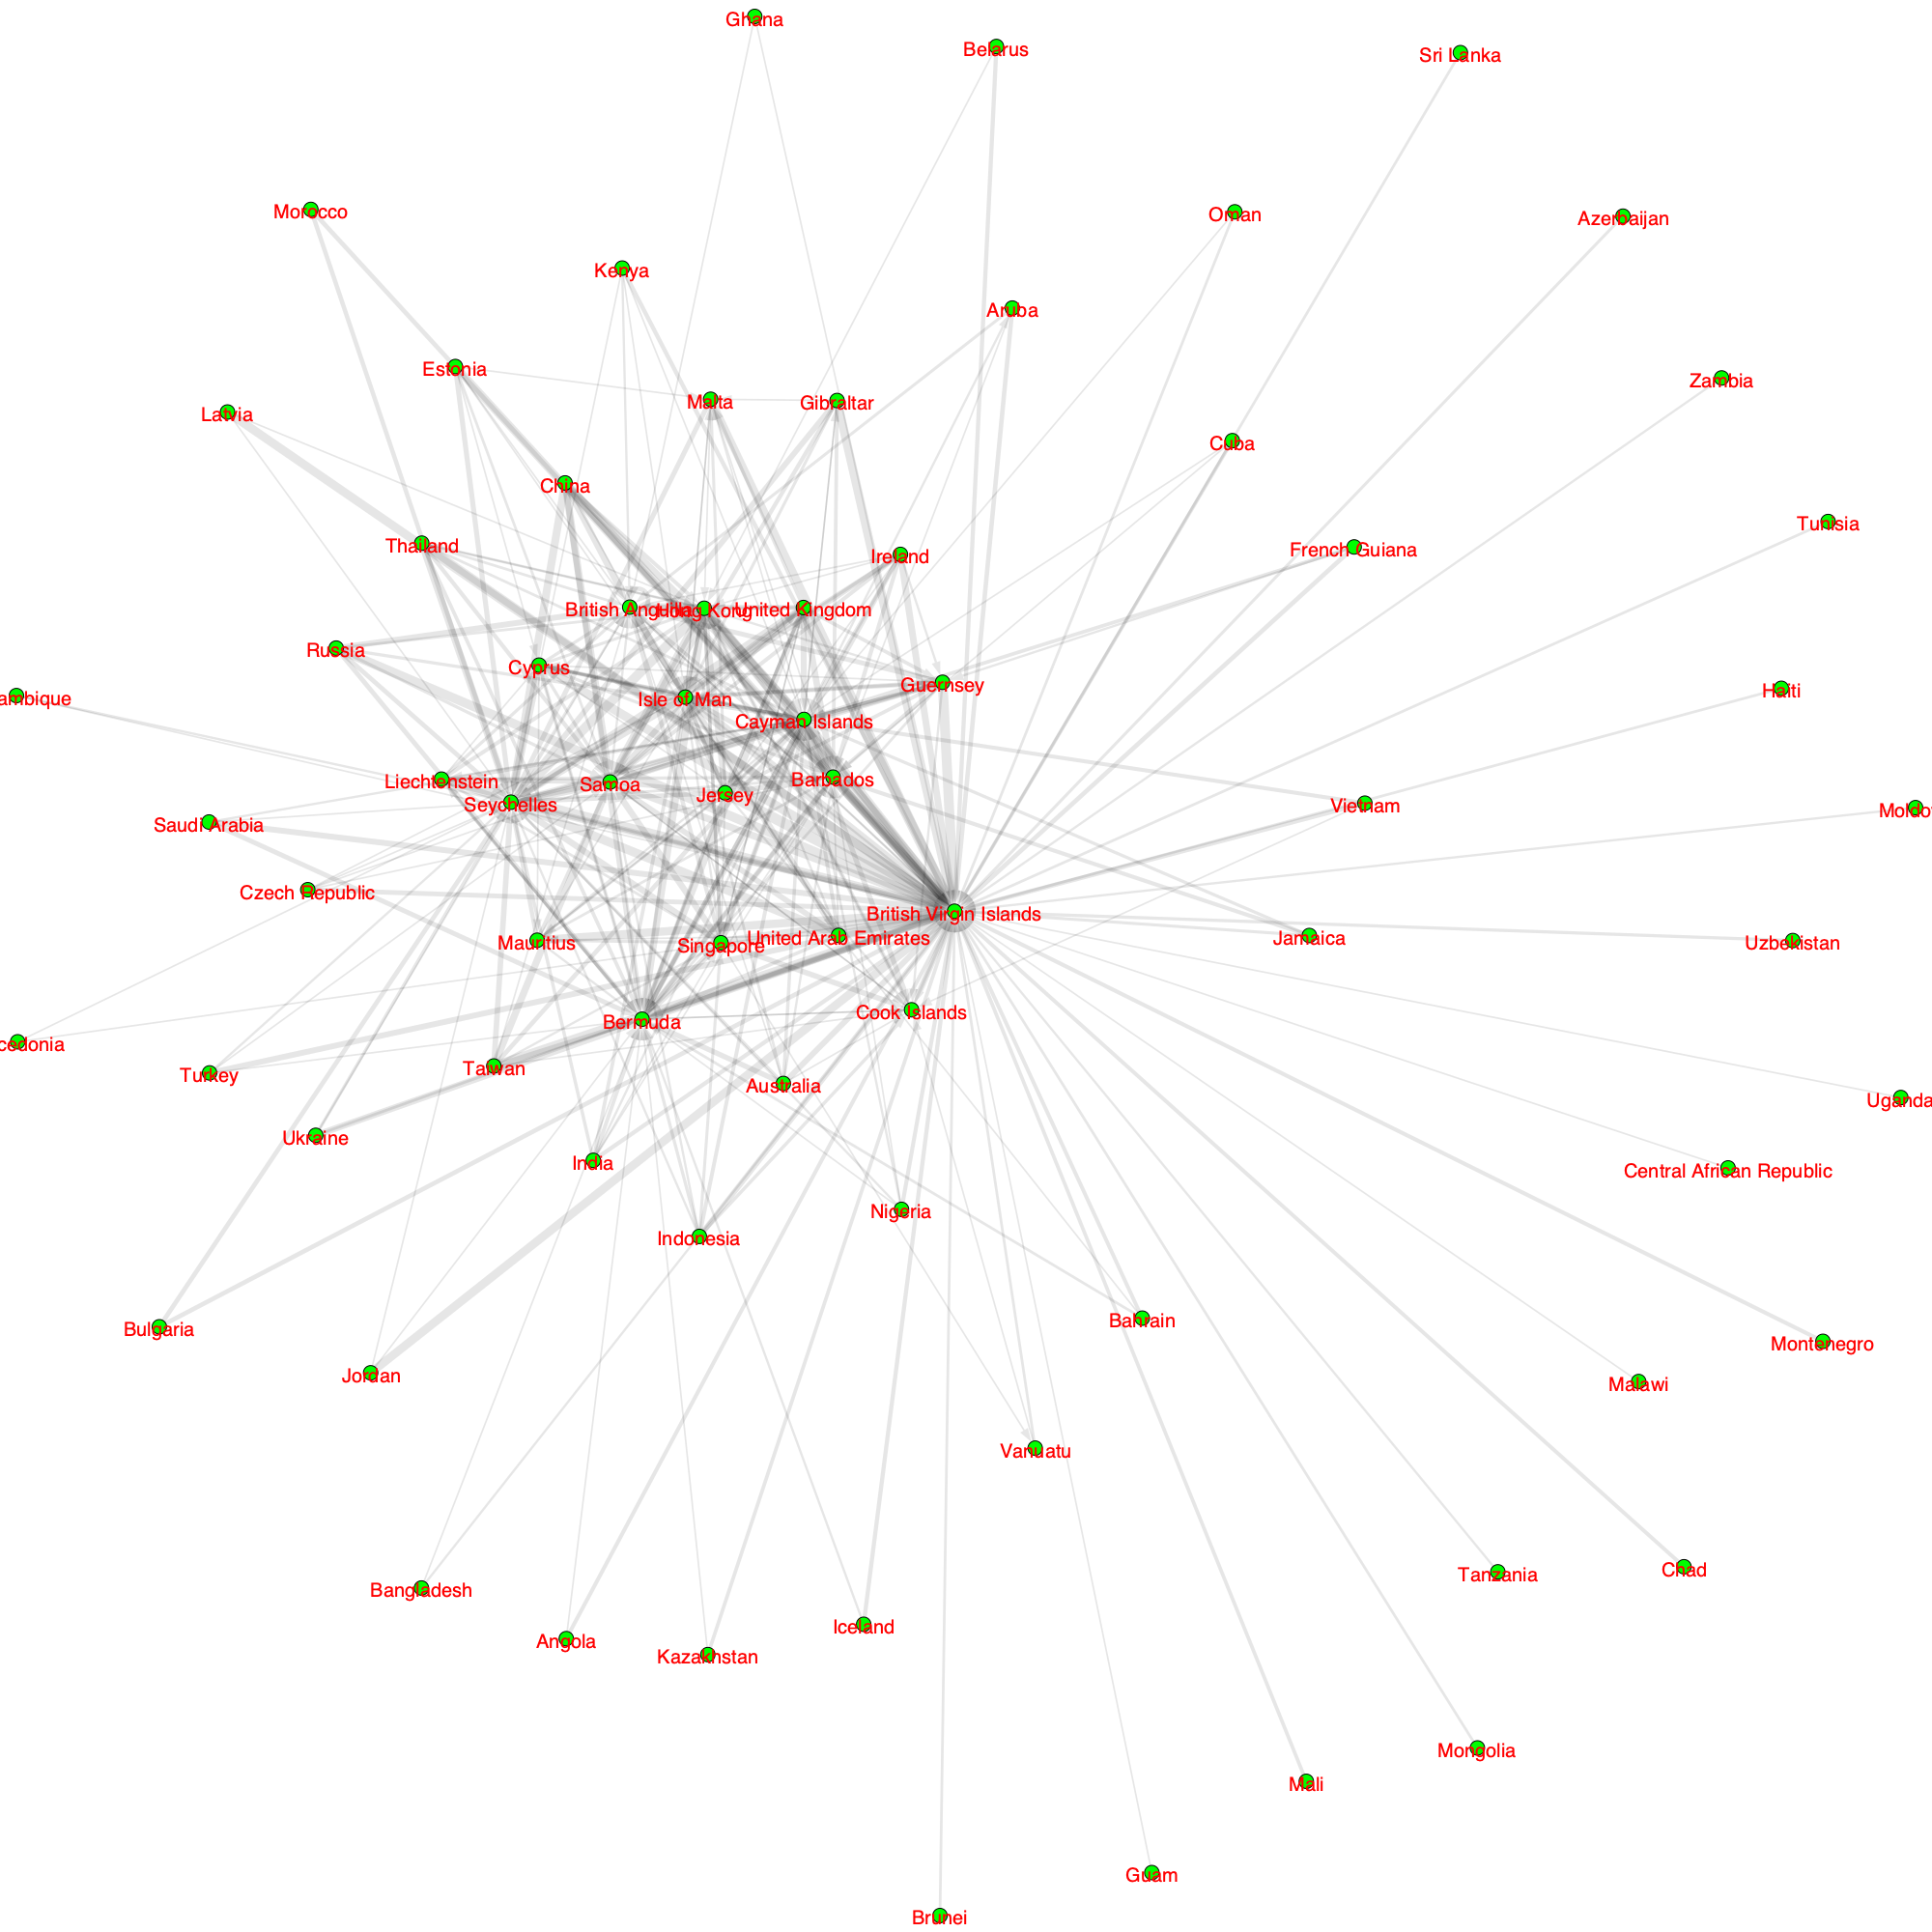 Ghana
Belarus
Sri Lanka
Morocco
Oman
Azerbaijan
Kenya
Aruba
Estonia
Zambia
Malta
Gibraltar
Latvia
Cuba
China
Tunisia
Thailand
French Guiana
Ireland
British Anguilla
Hong Kong
United Kingdom
Russia
Cyprus
Guernsey
Haiti
ambique
Isle of Man
Cayman Islands
Liechtenstein
Samoa
Barbados
Jersey
Seychelles
Vietnam
Moldo
Saudi Arabia
Czech Republic
British Virgin Islands
Mauritius
Singapore
United Arab Emirates
Jamaica
Uzbekistan
Cook Islands
Bermuda
cedonia
Taiwan
Turkey
Australia
Uganda
Ukraine
India
Central African Republic
Nigeria
Indonesia
Bahrain
Bulgaria
Montenegro
Jordan
Malawi
Vanuatu
Chad
Tanzania
Bangladesh
Iceland
Angola
Kazakhstan
Mongolia
Mali
Guam
Brunei